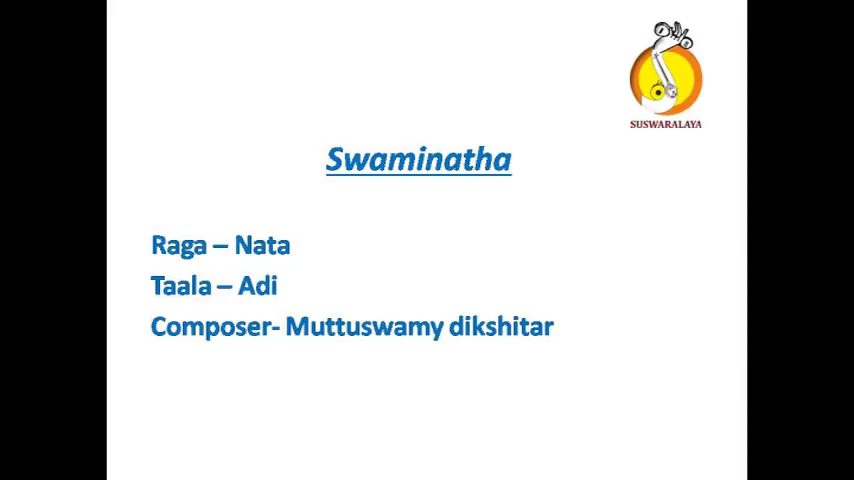 SUSWARALAYA
Swaminatha
Raga – Nata
Taala – Adi
Composer- Muttuswamy dikshitar